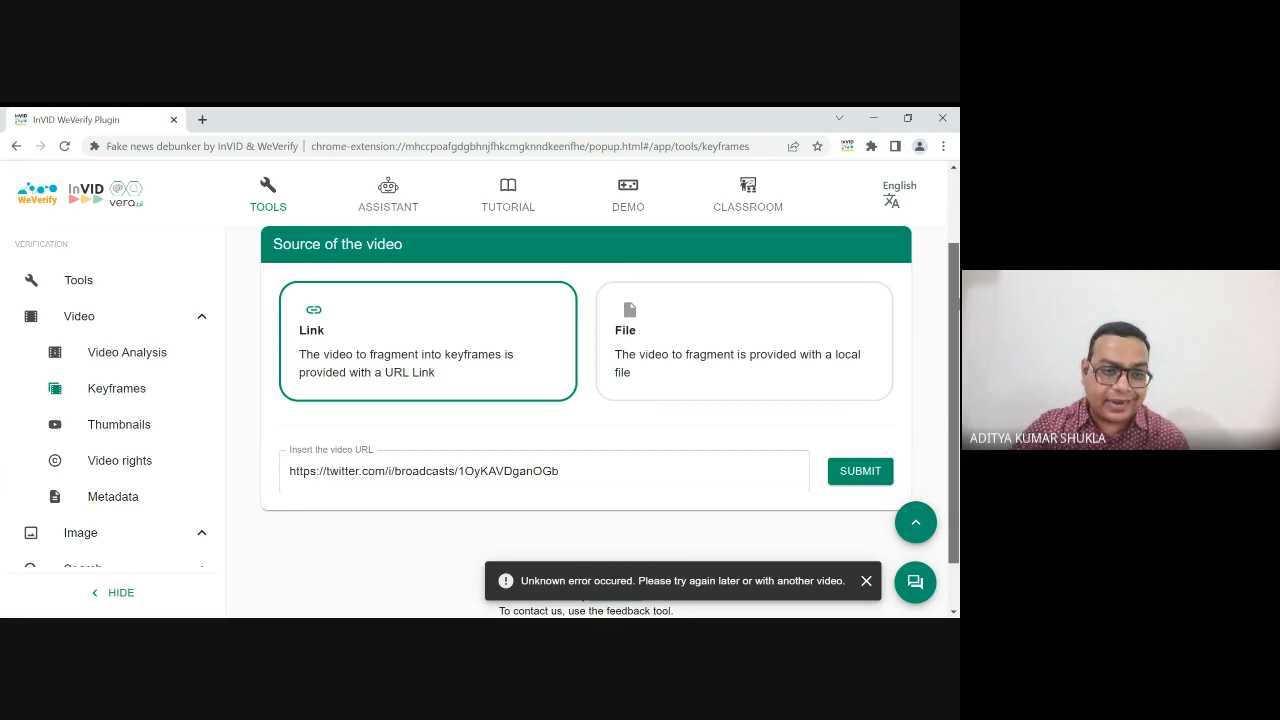 InVID WeVerify Plugin
Fake news debunker by InVID & WeVerify | chrome-extension://mhccpoafgdgbhnjfhkcmgknndkeenfhe/popup.html#/app/tools/keyframes
WeVerify
InVID
vera.ai
TOOLS
ASSISTANT
TUTORIAL
DEMO
CLASSROOM
English
VERIFICATION
Tools
Video
Video Analysis
Keyframes
Thumbnails
Video rights
Metadata
Image
HIDE
Source of the video
Link
The video to fragment into keyframes is
provided with a URL Link
File
The video to fragment is provided with a local
file
Insert the video URL
https://twitter.com/i/broadcasts/1OyKAVDganOGb
SUBMIT
Unknown error occured. Please try again later or with another video.
To contact us, use the feedback tool.
ADITYA KUMAR SHUKLA